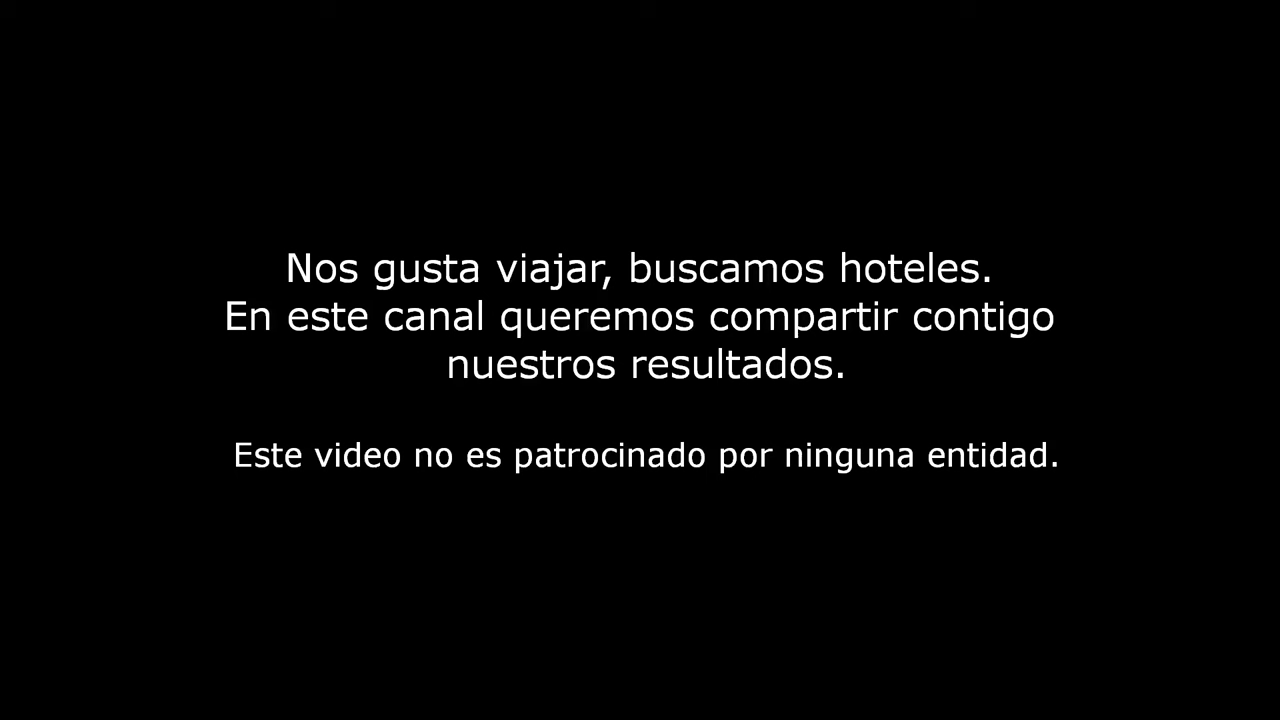 Nos gusta viajar, buscamos hoteles.
En este canal queremos compartir contigo
nuestros resultados.
Este video no es patrocinado por ninguna entidad.